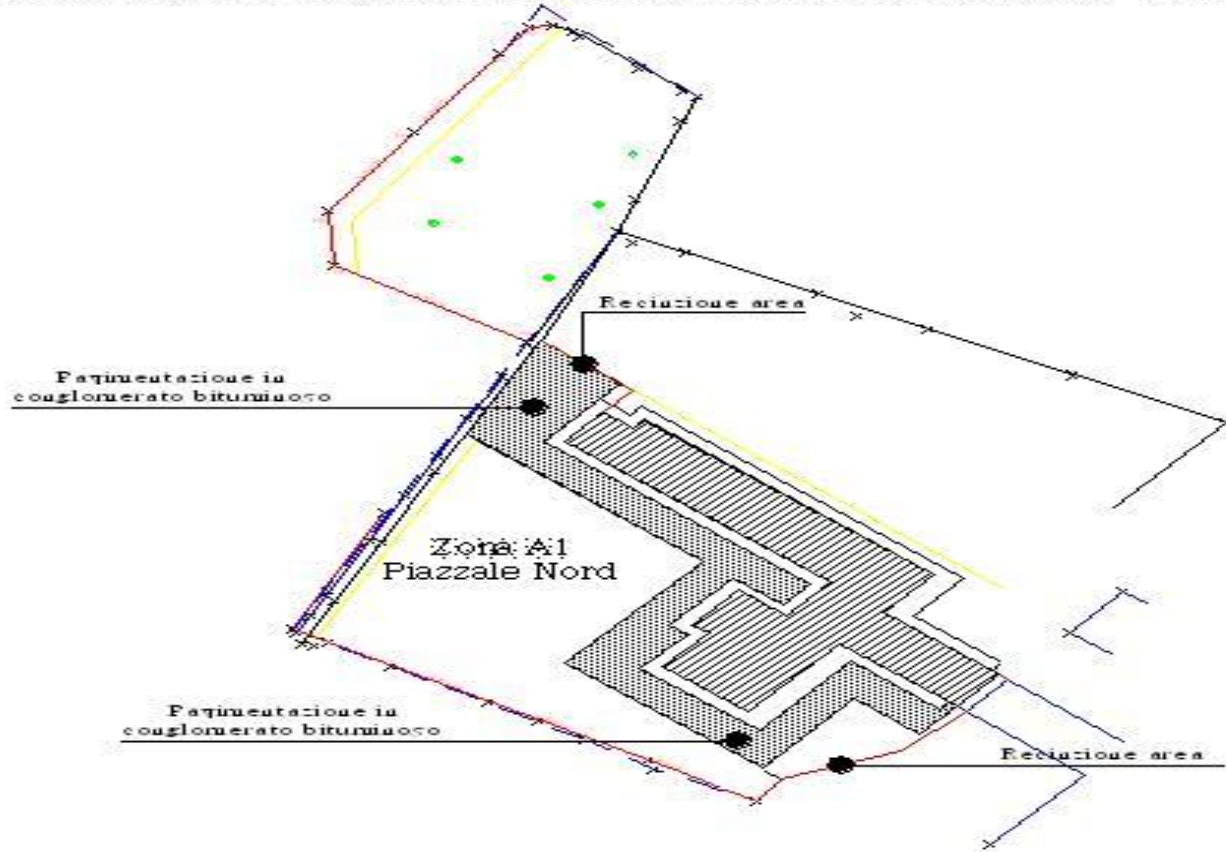 Recinzione area
Pavimentazione in
conglomerato bituminoso
Zona A1
Piazzale Nord
Pavimentazione in
conglomerato bituminoso
Recinzione area